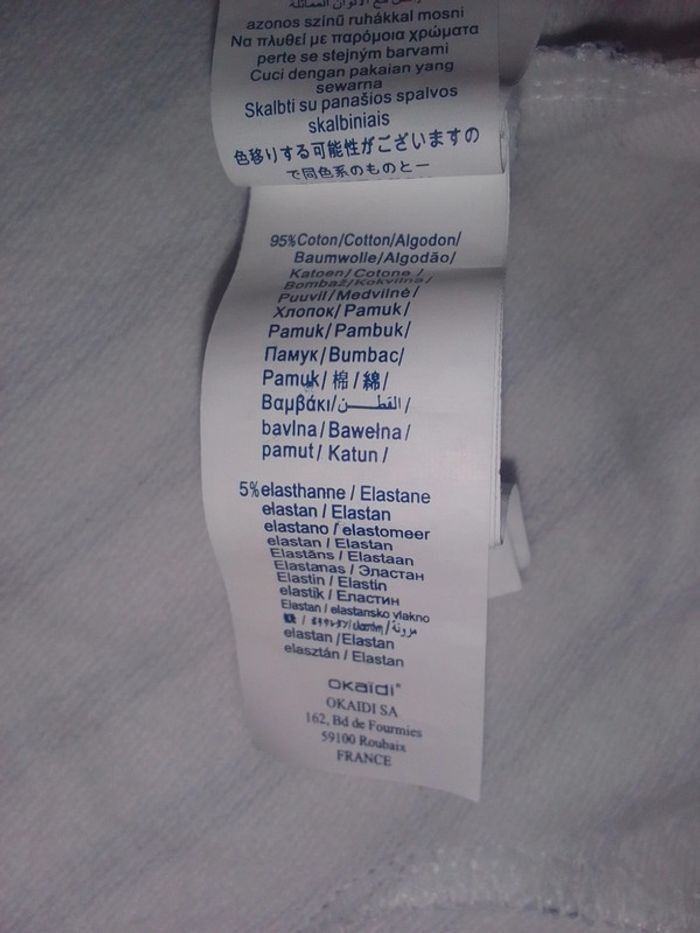 azonos színű ruhákkal mosni
Να πλυθεί με παρόμοια χρώματα
perte se stejným barvami
Cuci dengan pakaian yang
sewarna
Skalbti su panašios spalvos
skalbiniais
色移りする可能性がございますの
で同色系のものと一
95%Coton/Cotton/Algodon/
Baumwolle/Algodão/
Katoen/Cotone/
Bombaž/Kokvilna/
Puuvil/Medvilné/
Хлопок/Pamuk/
Pamuk/Pambuk/
Памук/Bumbac/
Pamuk/棉/綿/
Βαμβάκι/القطن/
bavlna/Bawełna/
pamut/Katun/
5%elasthanne/Elastane
elastan/Elastan
elastano/elastomeer
elastan/Elastan
Elastāns/Elastaan
Elastanas/Эластан
Elastin/Elastin
elastik/Еластин
Elastan/elastansko vlakno
مرونة/
elastan/Elastan
elasztán/Elastan
OKAÏDI
OKAIDI SA
162, Bd de Fourmies
59100 Roubaix
FRANCE